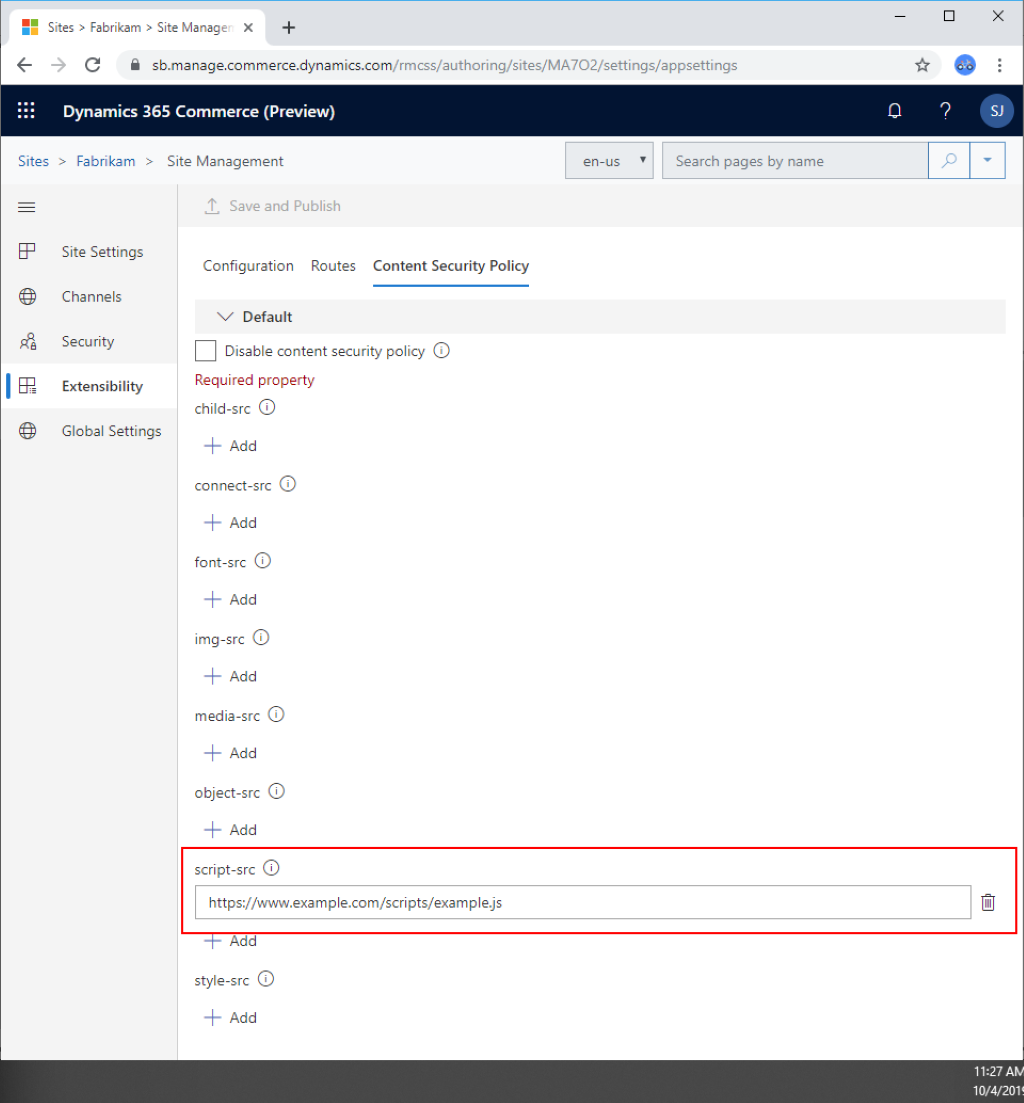 Sites > Fabrikam > Site Managen
sb.manage.commerce.dynamics.com/rmcss/authoring/sites/MA7O2/settings/appsettings
Dynamics 365 Commerce (Preview)
? SJ
Sites > Fabrikam > Site Management
en-us
Search pages by name
Save and Publish
Site Settings
Channels
Security
Extensibility
Global Settings
Configuration Routes Content Security Policy
Default
Disable content security policy
Required property
child-src
Add
connect-src
Add
font-src
Add
img-src
Add
media-src
Add
object-src
Add
script-src
https://www.example.com/scripts/example.js
Add
style-src
Add
11:27 AM
10/4/2019